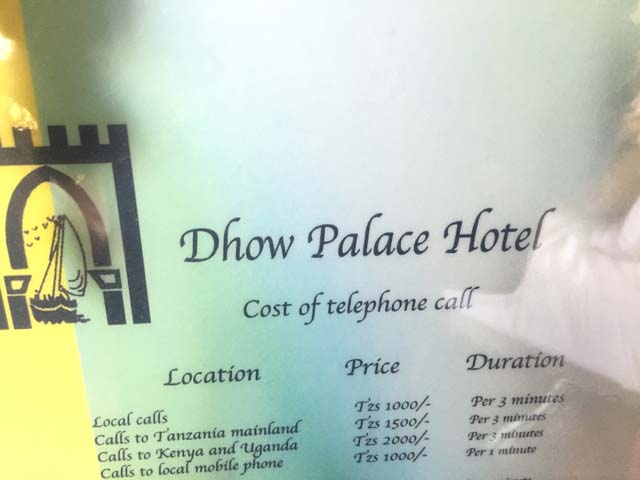 Dhow Palace Hotel
Cost of telephone call
Location Price Duration
Local calls Tzs 1000/- Per 3 minutes
Calls to Tanzania mainland Tzs 1500/- Per 3 minutes
Calls to Kenya and Uganda Tzs 2000/- Per 3 minutes
Calls to local mobile phone Tzs 1000/- Per 1 minute